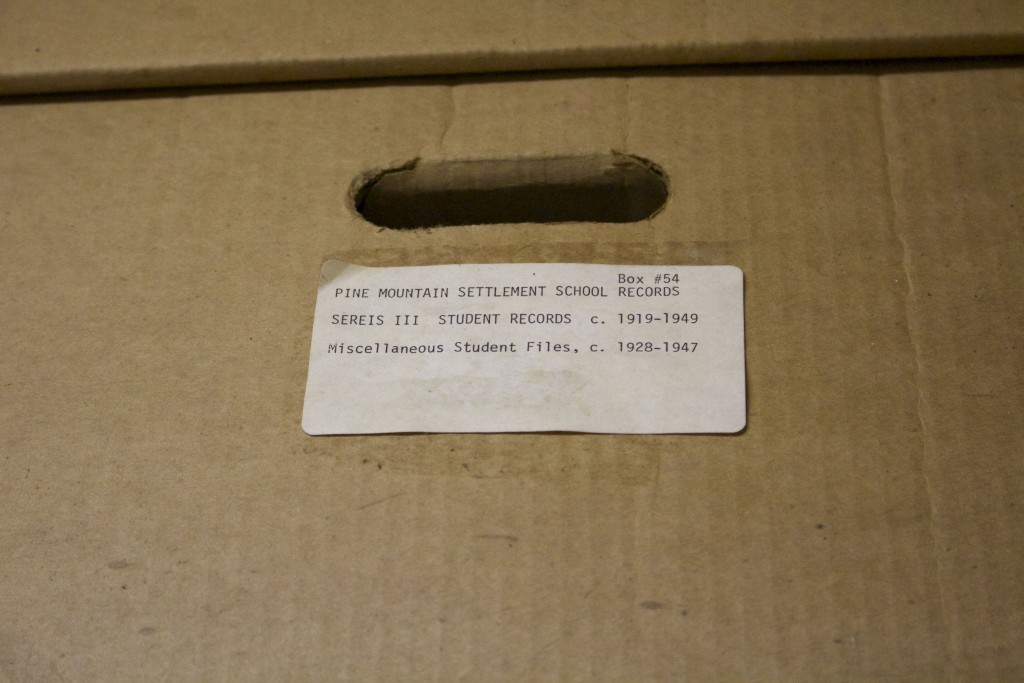 Box #54
PINE MOUNTAIN SETTLEMENT SCHOOL RECORDS
SEREIS III STUDENT RECORDS c. 1919-1949
Miscellaneous Student Files, c. 1928-1947